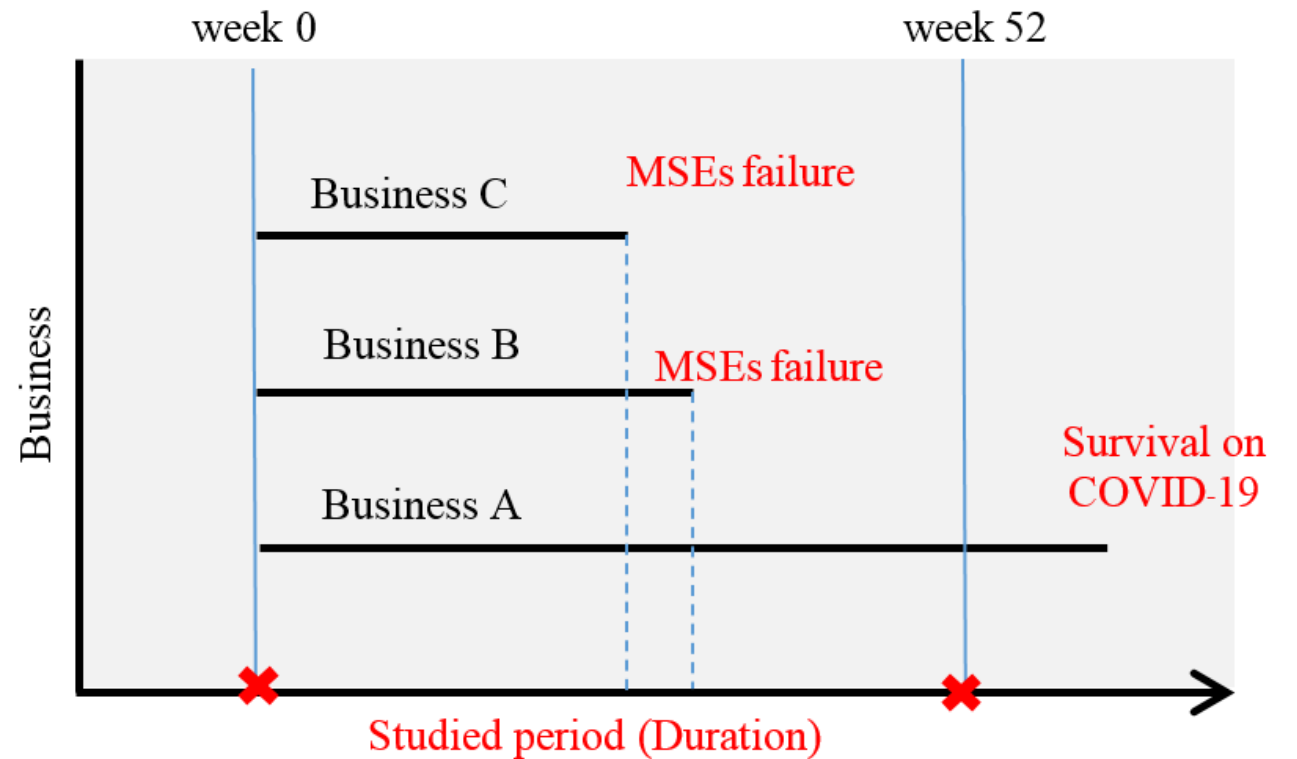 week 0
week 52
MSEs failure
Business C
Business B
MSEs failure
Survival on
COVID-19
Business A
Business
Studied period (Duration)